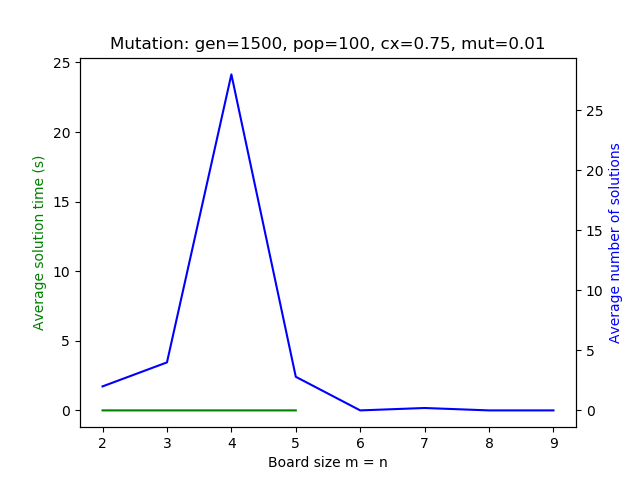 Mutation: gen=1500, pop=100, cx=0.75, mut=0.01
25
20
15
10
5
0
Average solution time (s)
2 3 4 5 6 7 8 9
Board size m = n
25
20
15
10
5
0
Average number of solutions